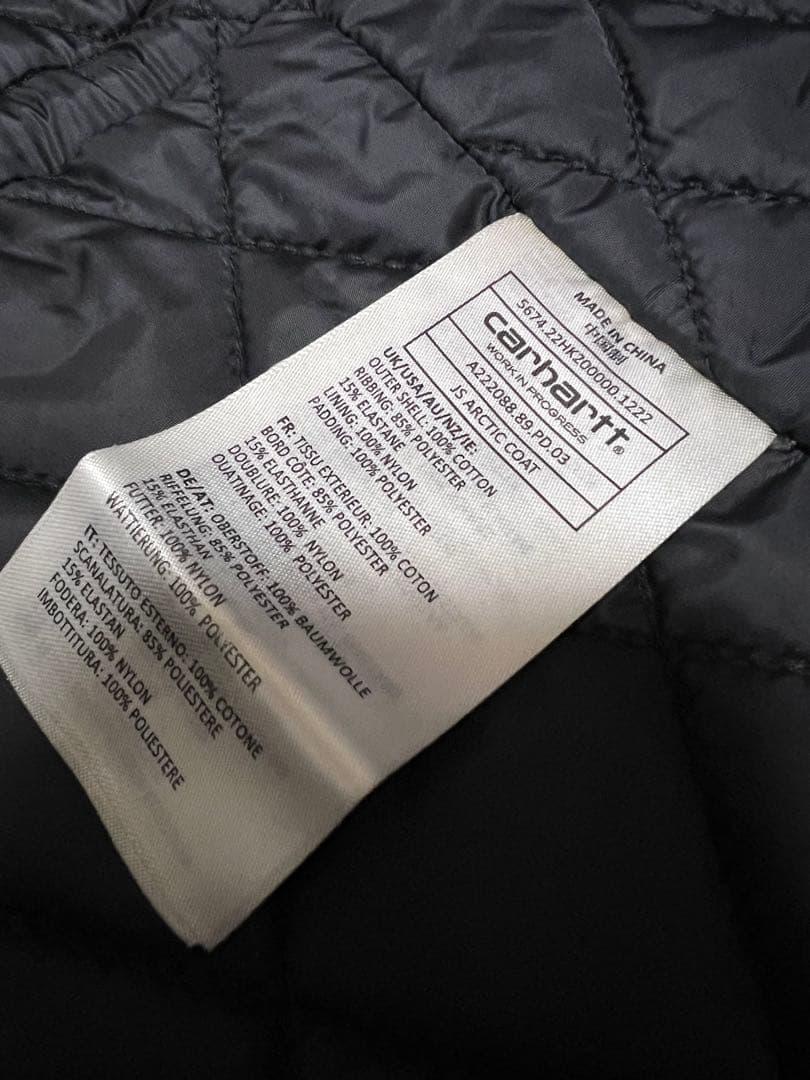 MADE IN CHINA
中国制
5674.22HK200000.1222
carhartt®
WORK IN PROGRESS
A222088.89.PD.03
JS ARCTIC COAT
UK/USA/AU/NZ/IE:
OUTER SHELL: 100% COTTON
RIBBING: 85% POLYESTER
15% ELASTANE
LINING: 100% NYLON
PADDING: 100% POLYESTER
FR: TISSU EXTERIEUR: 100% COTON
BORD CÔTE: 85% POLYESTER
15% ELASTHANNE
DOUBLURE: 100% NYLON
OUATINAGE: 100% POLYESTER
DE/AT: OBERSTOFF: 100% BAUMWOLLE
RIFFELUNG: 85% POLYESTER
15% ELASTHAN
FUTTER: 100% NYLON
WATTIERUNG: 100% POLYESTER
IT: TESSUTO ESTERNO: 100% COTONE
SCANALATURA: 85% POLIESTERE
15% ELASTAN
FODERA: 100% NYLON
IMBOTTITURA: 100% POLIESTERE